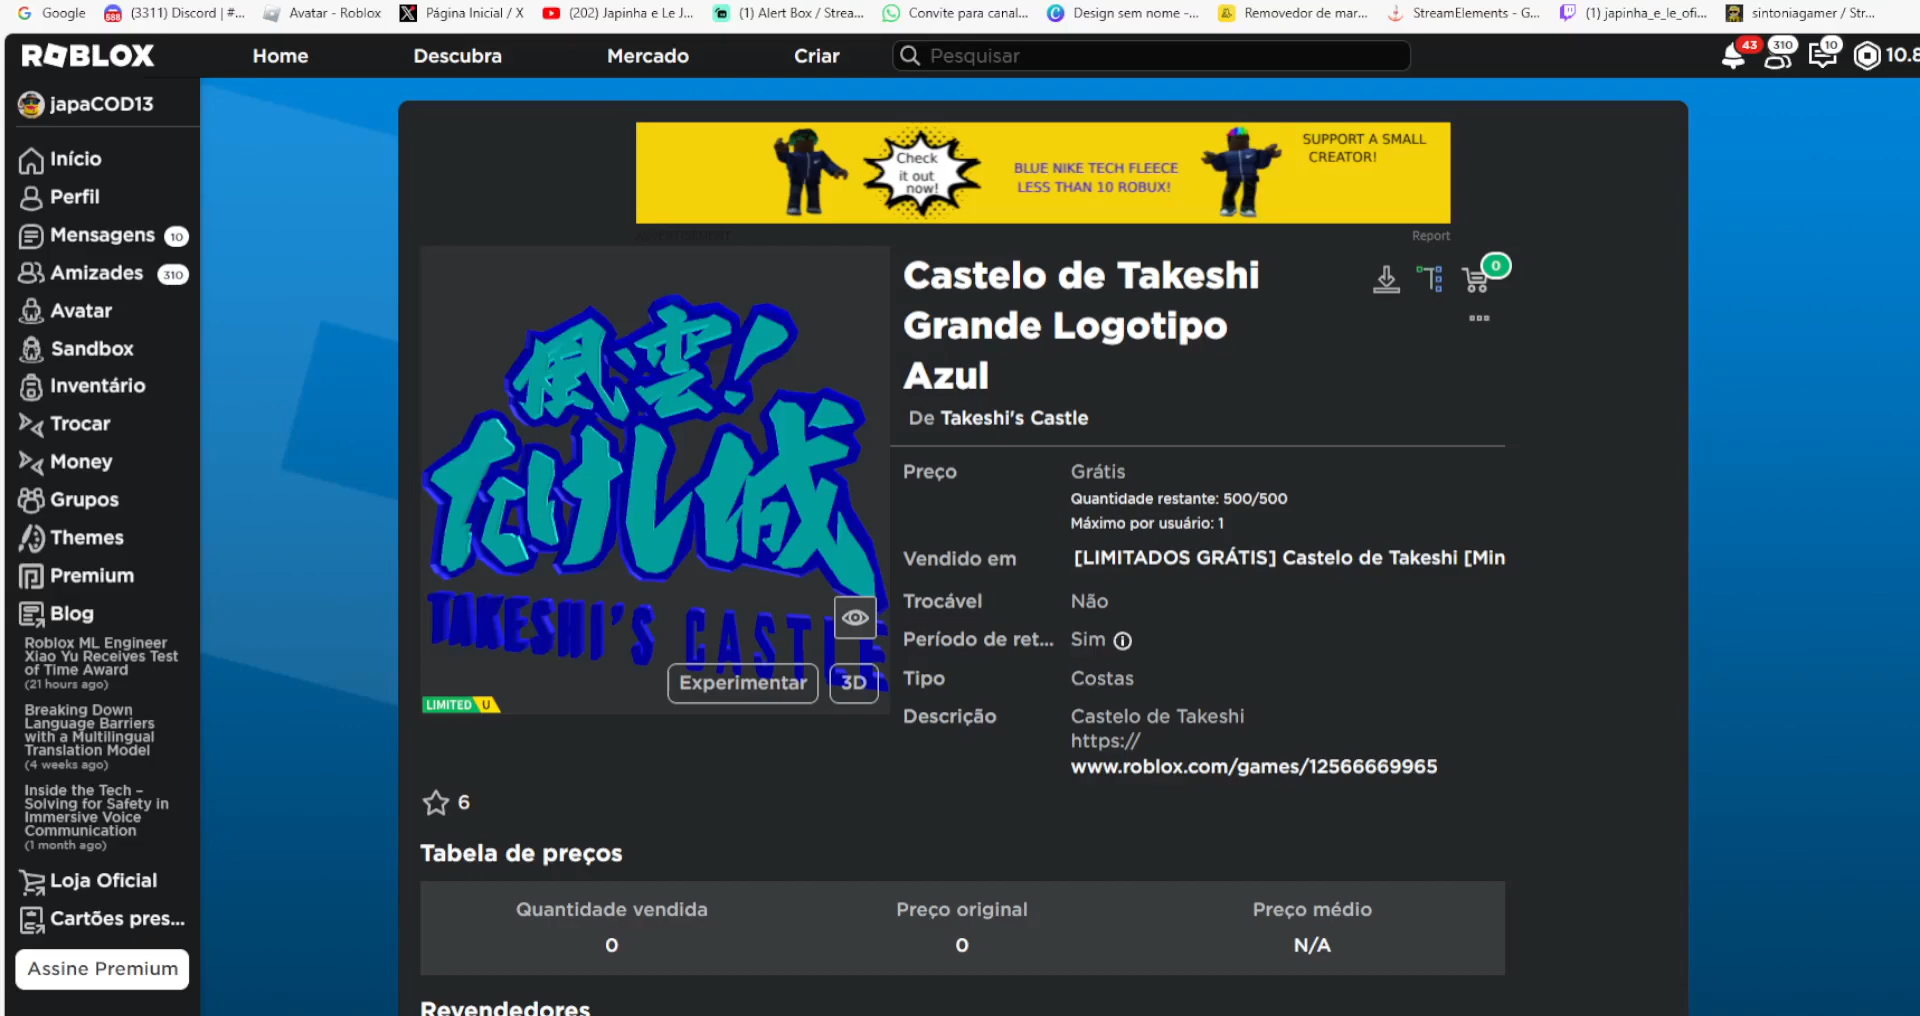 Google
(3311) Discord | #...
Avatar - Roblox
Página Inicial / X
(202) Japinha e Le J...
(1) Alert Box / Strea...
Convite para canal...
Design sem nome -...
Removedor de mar...
StreamElements - G...
(1) japinha_e_le_ofi...
sintoniagamer / Str...
ROBLOX
Home
Descubra
Mercado
Criar
Pesquisar
43
310
10
10.8
japaCOD13
Início
Perfil
Mensagens 10
Amizades 310
Avatar
Sandbox
Inventário
Trocar
Money
Grupos
Themes
Premium
Blog
Roblox ML Engineer
Xiao Yu Receives Test
of Time Award
(21 hours ago)
Breaking Down
Language Barriers
with a Multilingual
Translation Model
(4 weeks ago)
Inside the Tech –
Solving for Safety in
Immersive Voice
Communication
(1 month ago)
Loja Oficial
Cartões pres...
Assine Premium
Check
it out
now!
BLUE NIKE TECH FLEECE
LESS THAN 10 ROBUX!
SUPPORT A SMALL
CREATOR!
ADVERTISEMENT
Report
風雲!
たけし城
TAKESHI'S CASTLE
Experimentar
3D
LIMITED U
Castelo de Takeshi
Grande Logotipo
Azul
0
De Takeshi's Castle
Preço
Grátis
Quantidade restante: 500/500
Máximo por usuário: 1
Vendido em
[LIMITADOS GRÁTIS] Castelo de Takeshi [Min
Trocável
Não
Período de ret...
Sim
Tipo
Costas
Descrição
Castelo de Takeshi
https://
www.roblox.com/games/12566669965
6
Tabela de preços
Quantidade vendida
0
Preço original
0
Preço médio
N/A
Revendedores